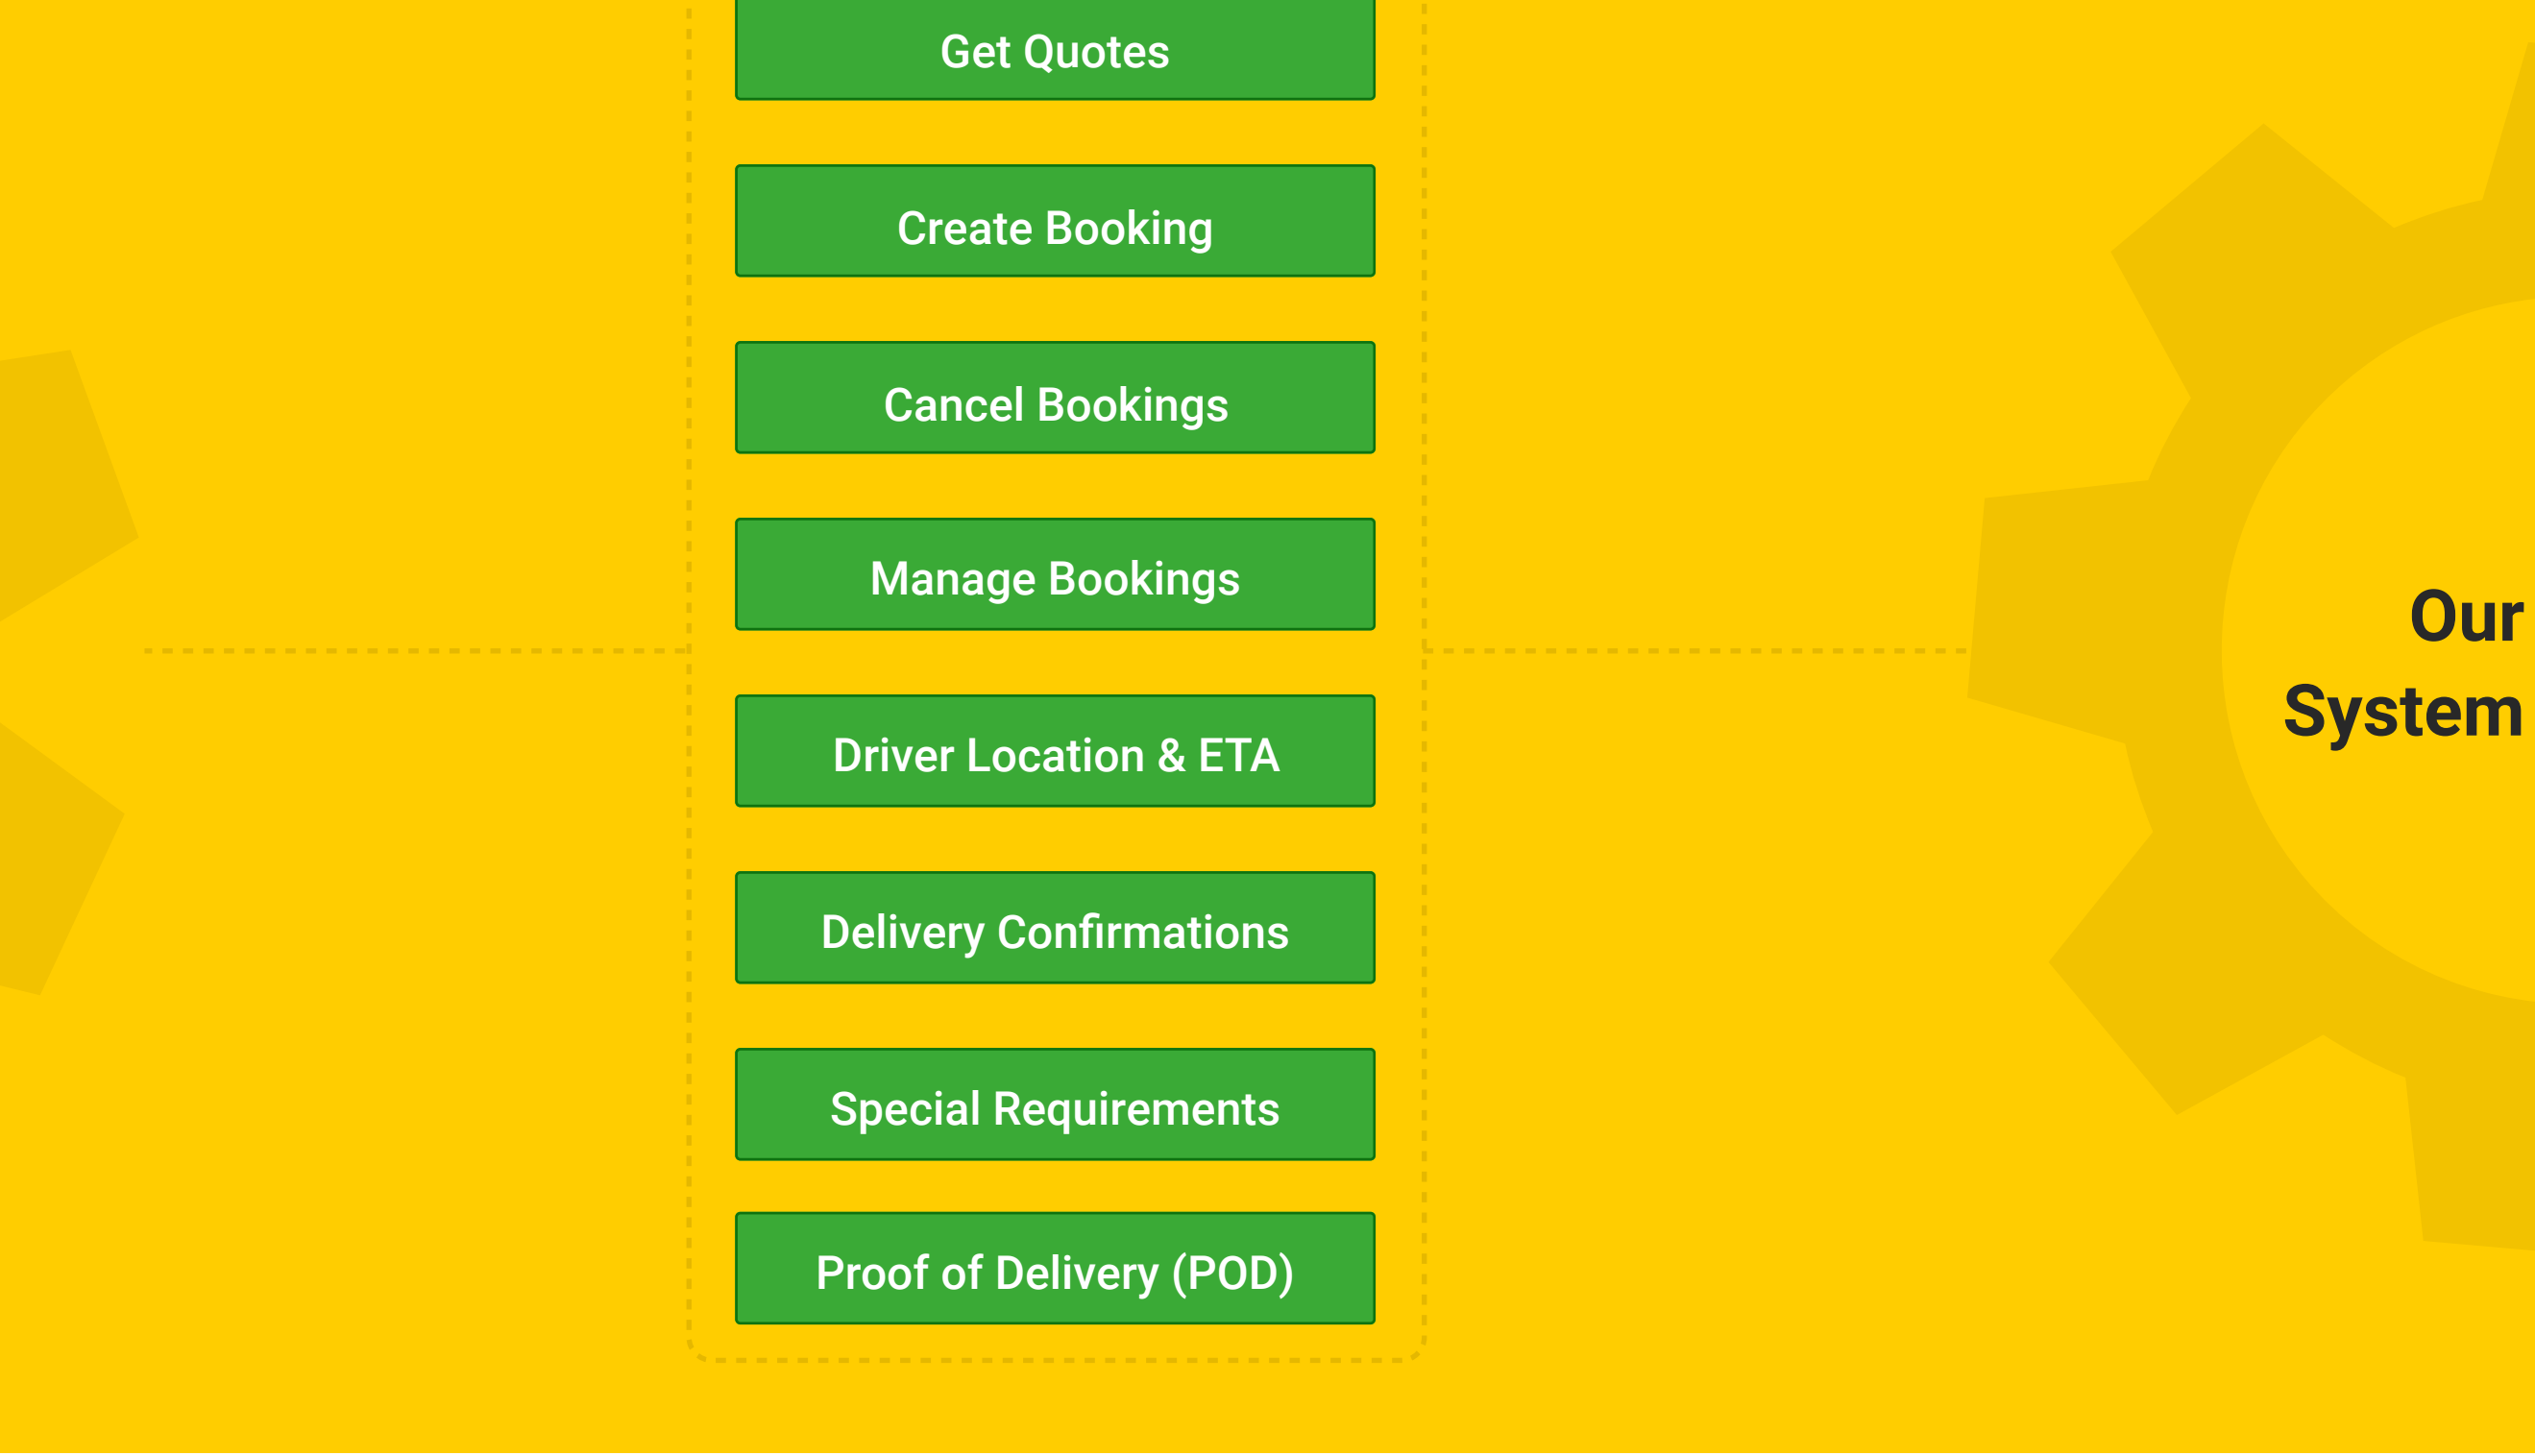 Get Quotes
Create Booking
Cancel Bookings
Manage Bookings
Driver Location & ETA
Delivery Confirmations
Special Requirements
Proof of Delivery (POD)
Our
System